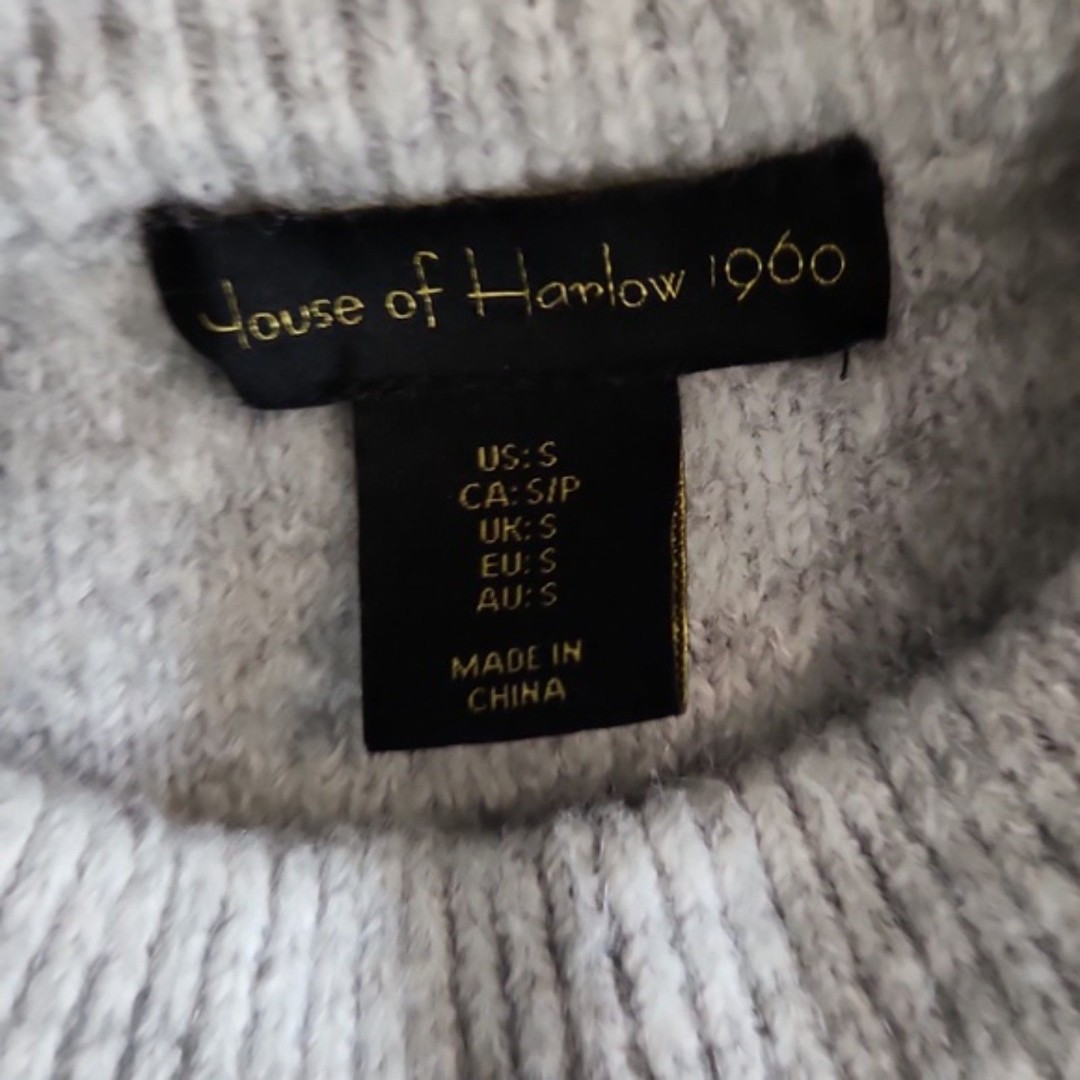 House of Harlow 1960
US: S
CA: S/P
UK: S
EU: S
AU: S
MADE IN
CHINA